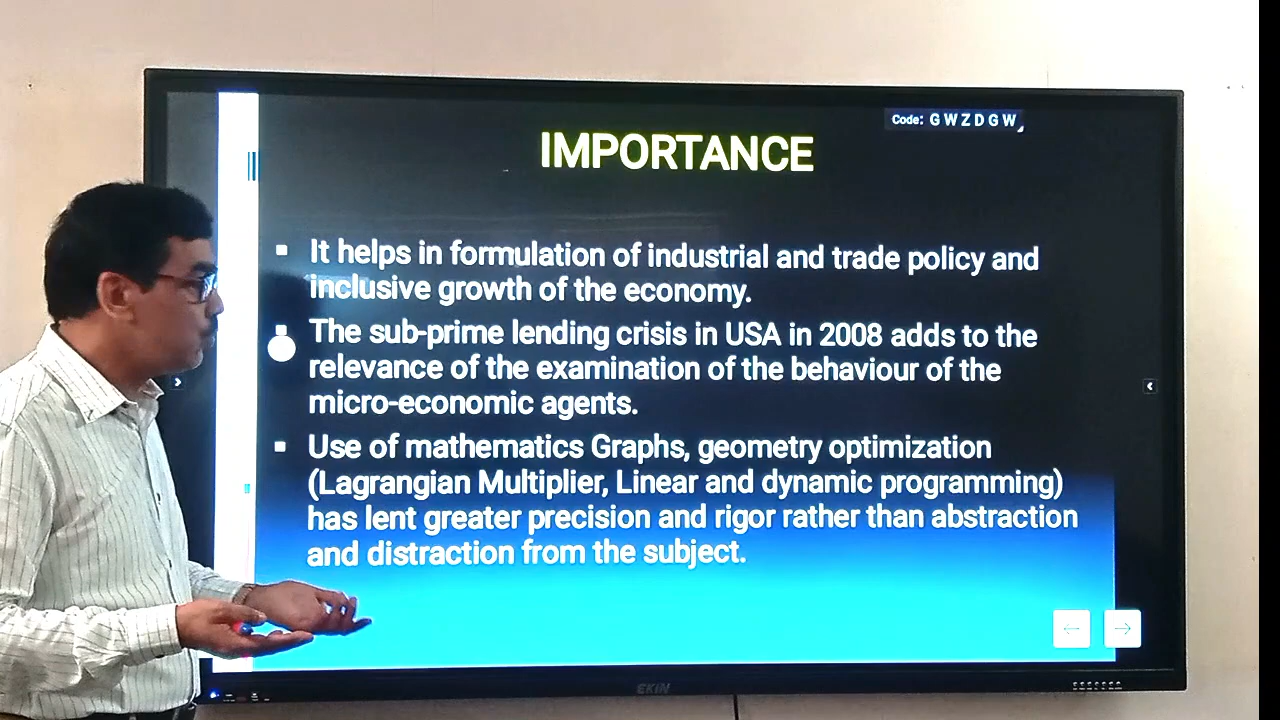 Code: G W Z D G W
IMPORTANCE
▪ It helps in formulation of industrial and trade policy and
inclusive growth of the economy.
▪ The sub-prime lending crisis in USA in 2008 adds to the
relevance of the examination of the behaviour of the
micro-economic agents.
▪ Use of mathematics Graphs, geometry optimization
(Lagrangian Multiplier, Linear and dynamic programming)
has lent greater precision and rigor rather than abstraction
and distraction from the subject.
EKIN